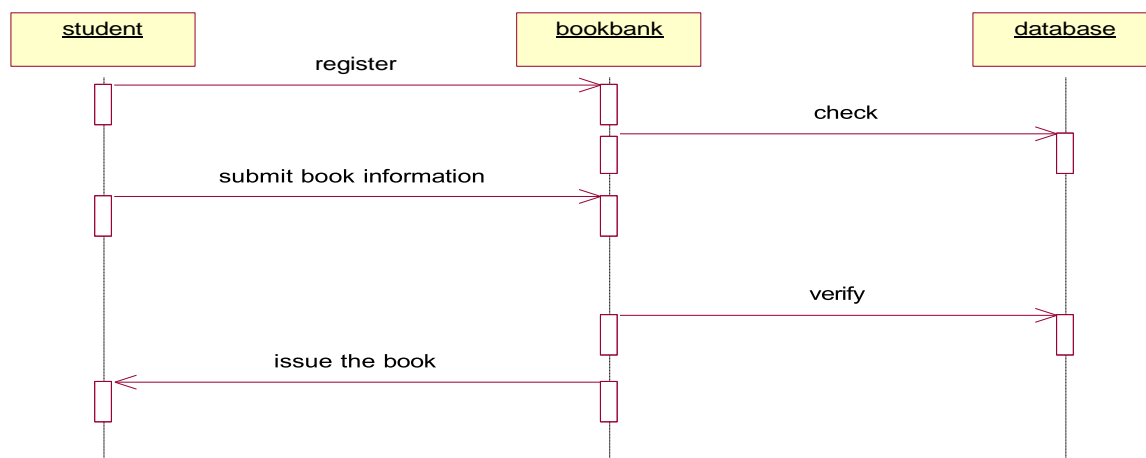 student
bookbank
database
register
check
submit book information
verify
issue the book